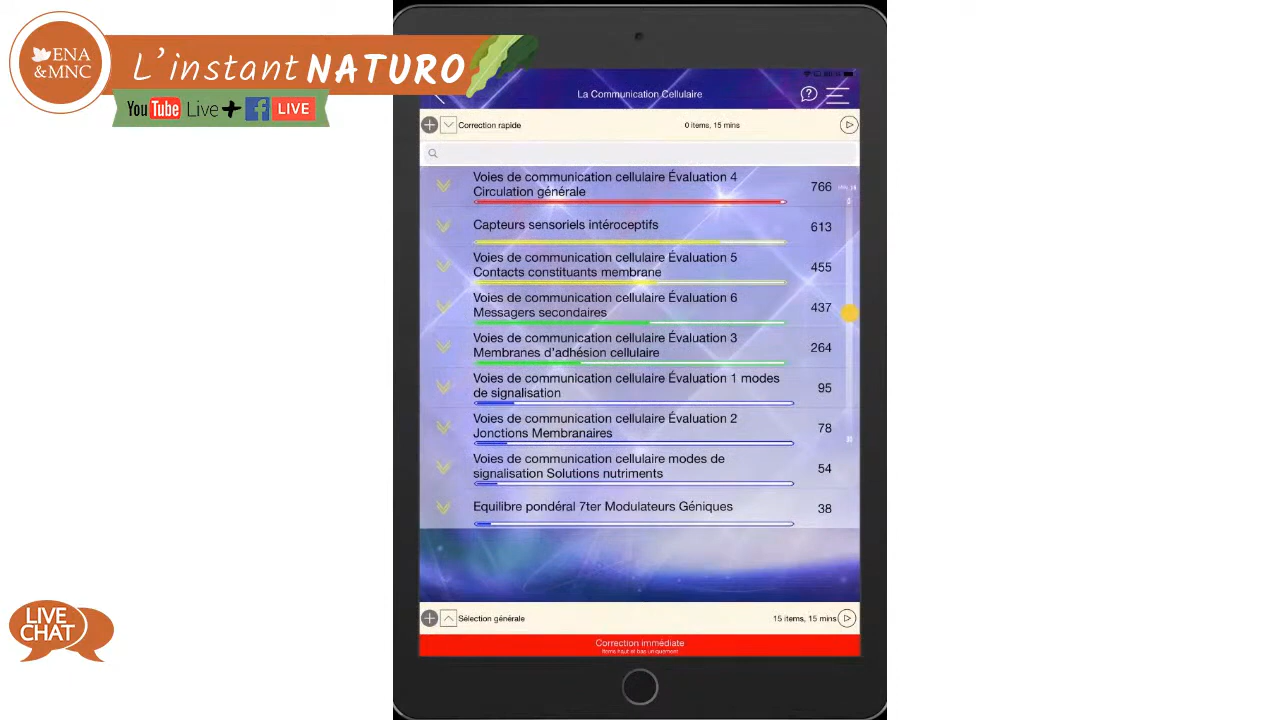 ENA
&MNC
L'instant NATURO
YouTube Live + f LIVE
La Communication Cellulaire
?
Correction rapide 0 items, 15 mins
Voies de communication cellulaire Évaluation 4
Circulation générale
766
Capteurs sensoriels intéroceptifs
613
Voies de communication cellulaire Évaluation 5
Contacts constituants membrane
455
Voies de communication cellulaire Évaluation 6
Messagers secondaires
437
Voies de communication cellulaire Évaluation 3
Membranes d'adhésion cellulaire
264
Voies de communication cellulaire Évaluation 1 modes
de signalisation
95
Voies de communication cellulaire Évaluation 2
Jonctions Membranaires
78
Voies de communication cellulaire modes de
signalisation Solutions nutriments
54
Equilibre pondéral 7ter Modulateurs Géniques
38
Sélection générale 15 items, 15 mins
Correction immédiate
Items haut et bas uniquement
LIVE
CHAT